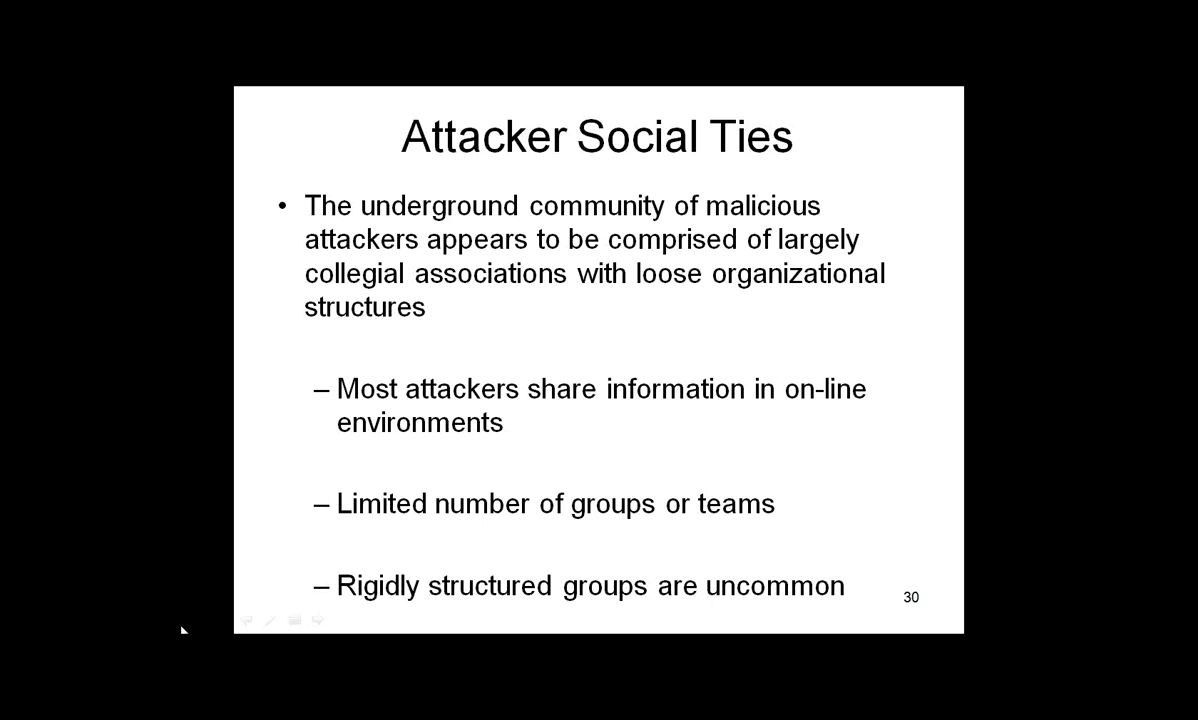 Attacker Social Ties
• The underground community of malicious
attackers appears to be comprised of largely
collegial associations with loose organizational
structures
– Most attackers share information in on-line
environments
– Limited number of groups or teams
– Rigidly structured groups are uncommon
30